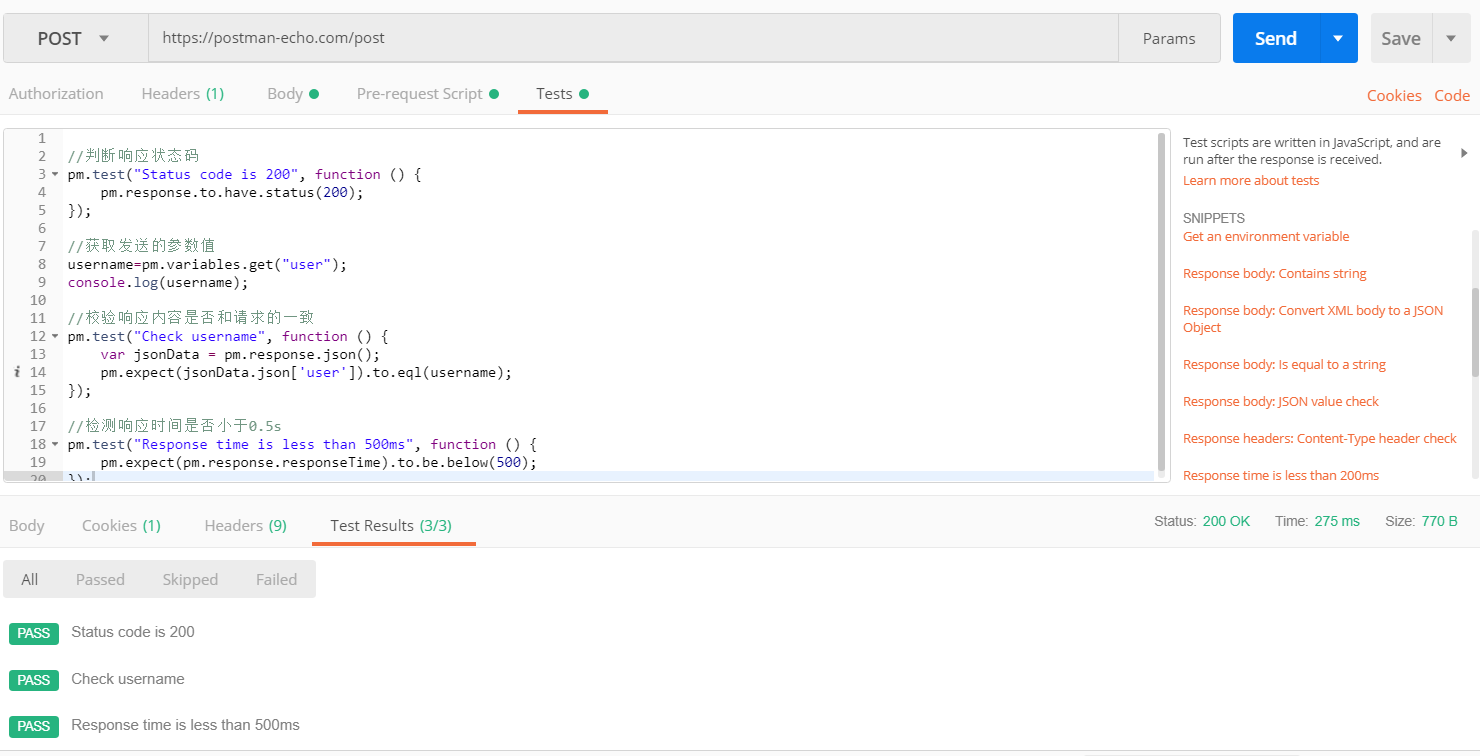 POST https://postman-echo.com/post Params Send Save
Authorization Headers (1) Body Pre-request Script Tests Cookies Code
1
2 //判断响应状态码
3 pm.test("Status code is 200", function () {
4 pm.response.to.have.status(200);
5 });
6
7 //获取发送的参数值
8 username=pm.variables.get("user");
9 console.log(username);
10
11 //校验响应内容是否和请求的一致
12 pm.test("Check username", function () {
13 var jsonData = pm.response.json();
i 14 pm.expect(jsonData.json['user']).to.eql(username);
15 });
16
17 //检测响应时间是否小于0.5s
18 pm.test("Response time is less than 500ms", function () {
19 pm.expect(pm.response.responseTime).to.be.below(500);
20 });
Test scripts are written in JavaScript, and are
run after the response is received.
Learn more about tests
SNIPPETS
Get an environment variable
Response body: Contains string
Response body: Convert XML body to a JSON
Object
Response body: Is equal to a string
Response body: JSON value check
Response headers: Content-Type header check
Response time is less than 200ms
Body Cookies (1) Headers (9) Test Results (3/3) Status: 200 OK Time: 275 ms Size: 770 B
All Passed Skipped Failed
PASS Status code is 200
PASS Check username
PASS Response time is less than 500ms